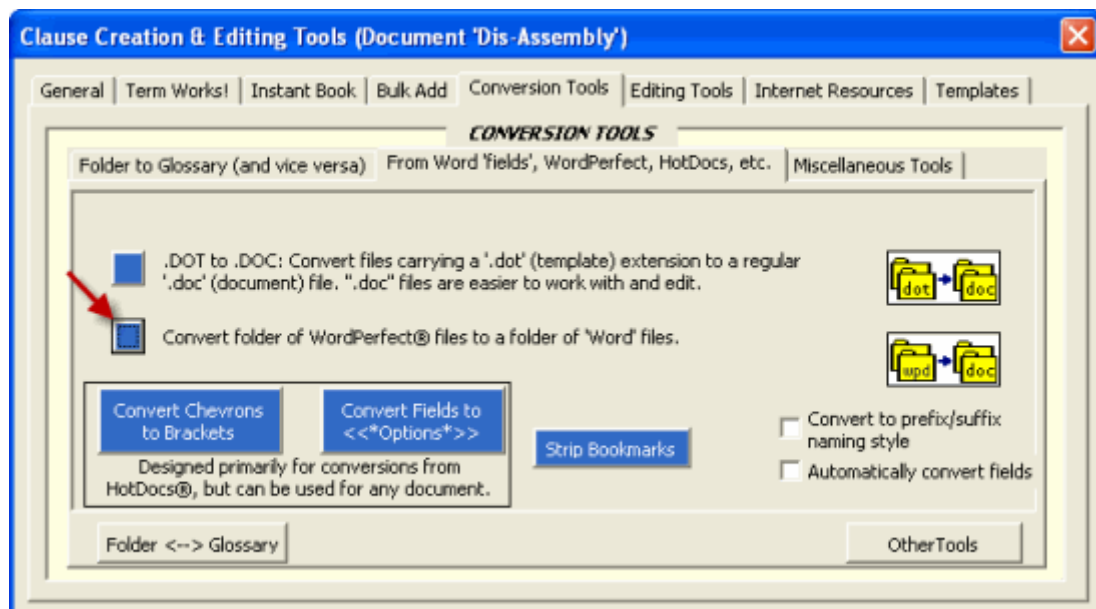 Clause Creation & Editing Tools (Document 'Dis-Assembly')
General | Term Works! | Instant Book | Bulk Add | Conversion Tools | Editing Tools | Internet Resources | Templates
CONVERSION TOOLS
Folder to Glossary (and vice versa) | From Word 'fields', WordPerfect, HotDocs, etc. | Miscellaneous Tools
.DOT to .DOC: Convert files carrying a '.dot' (template) extension to a regular
'.doc' (document) file. ".doc" files are easier to work with and edit.
dot doc
Convert folder of WordPerfect® files to a folder of 'Word' files.
wpd doc
Convert Chevrons
to Brackets
Convert Fields to
<<*Options*>>
Designed primarily for conversions from
HotDocs®, but can be used for any document.
Strip Bookmarks
Convert to prefix/suffix
naming style
Automatically convert fields
Folder <--> Glossary
OtherTools